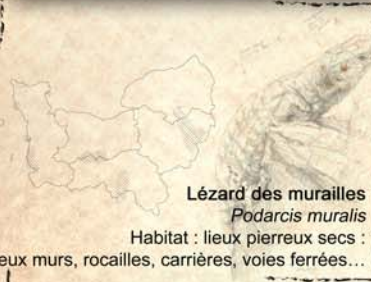 Lézard des murailles
Podarcis muralis
Habitat : lieux pierreux secs :
eux murs, rocailles, carrières, voies ferrées…